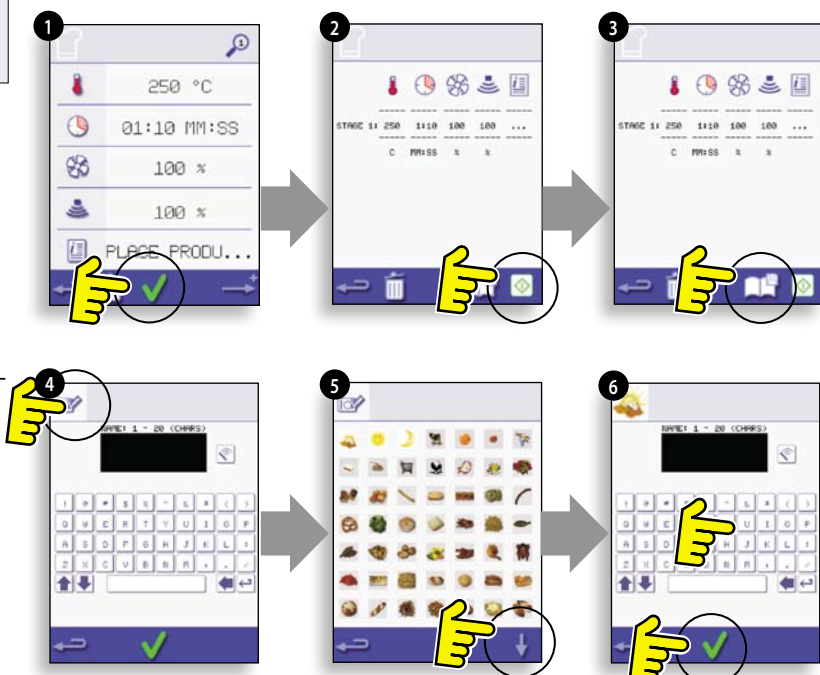 1
1
250 °C
01:10 MM:SS
100 %
100 %
PLACE PRODU...
2
STAGE 1: 250 1:10 100 100 ...
C MM:SS % %
3
STAGE 1: 250 1:10 100 100 ...
C MM:SS % %
4
NAME: 1 - 20 (CHARS)
Q W E R T Y U I O P
A S D F G H J K L :
Z X C V B N M , . /
5
6
NAME: 1 - 20 (CHARS)
Q W E U I O P
A S D H J K L :
Z X C